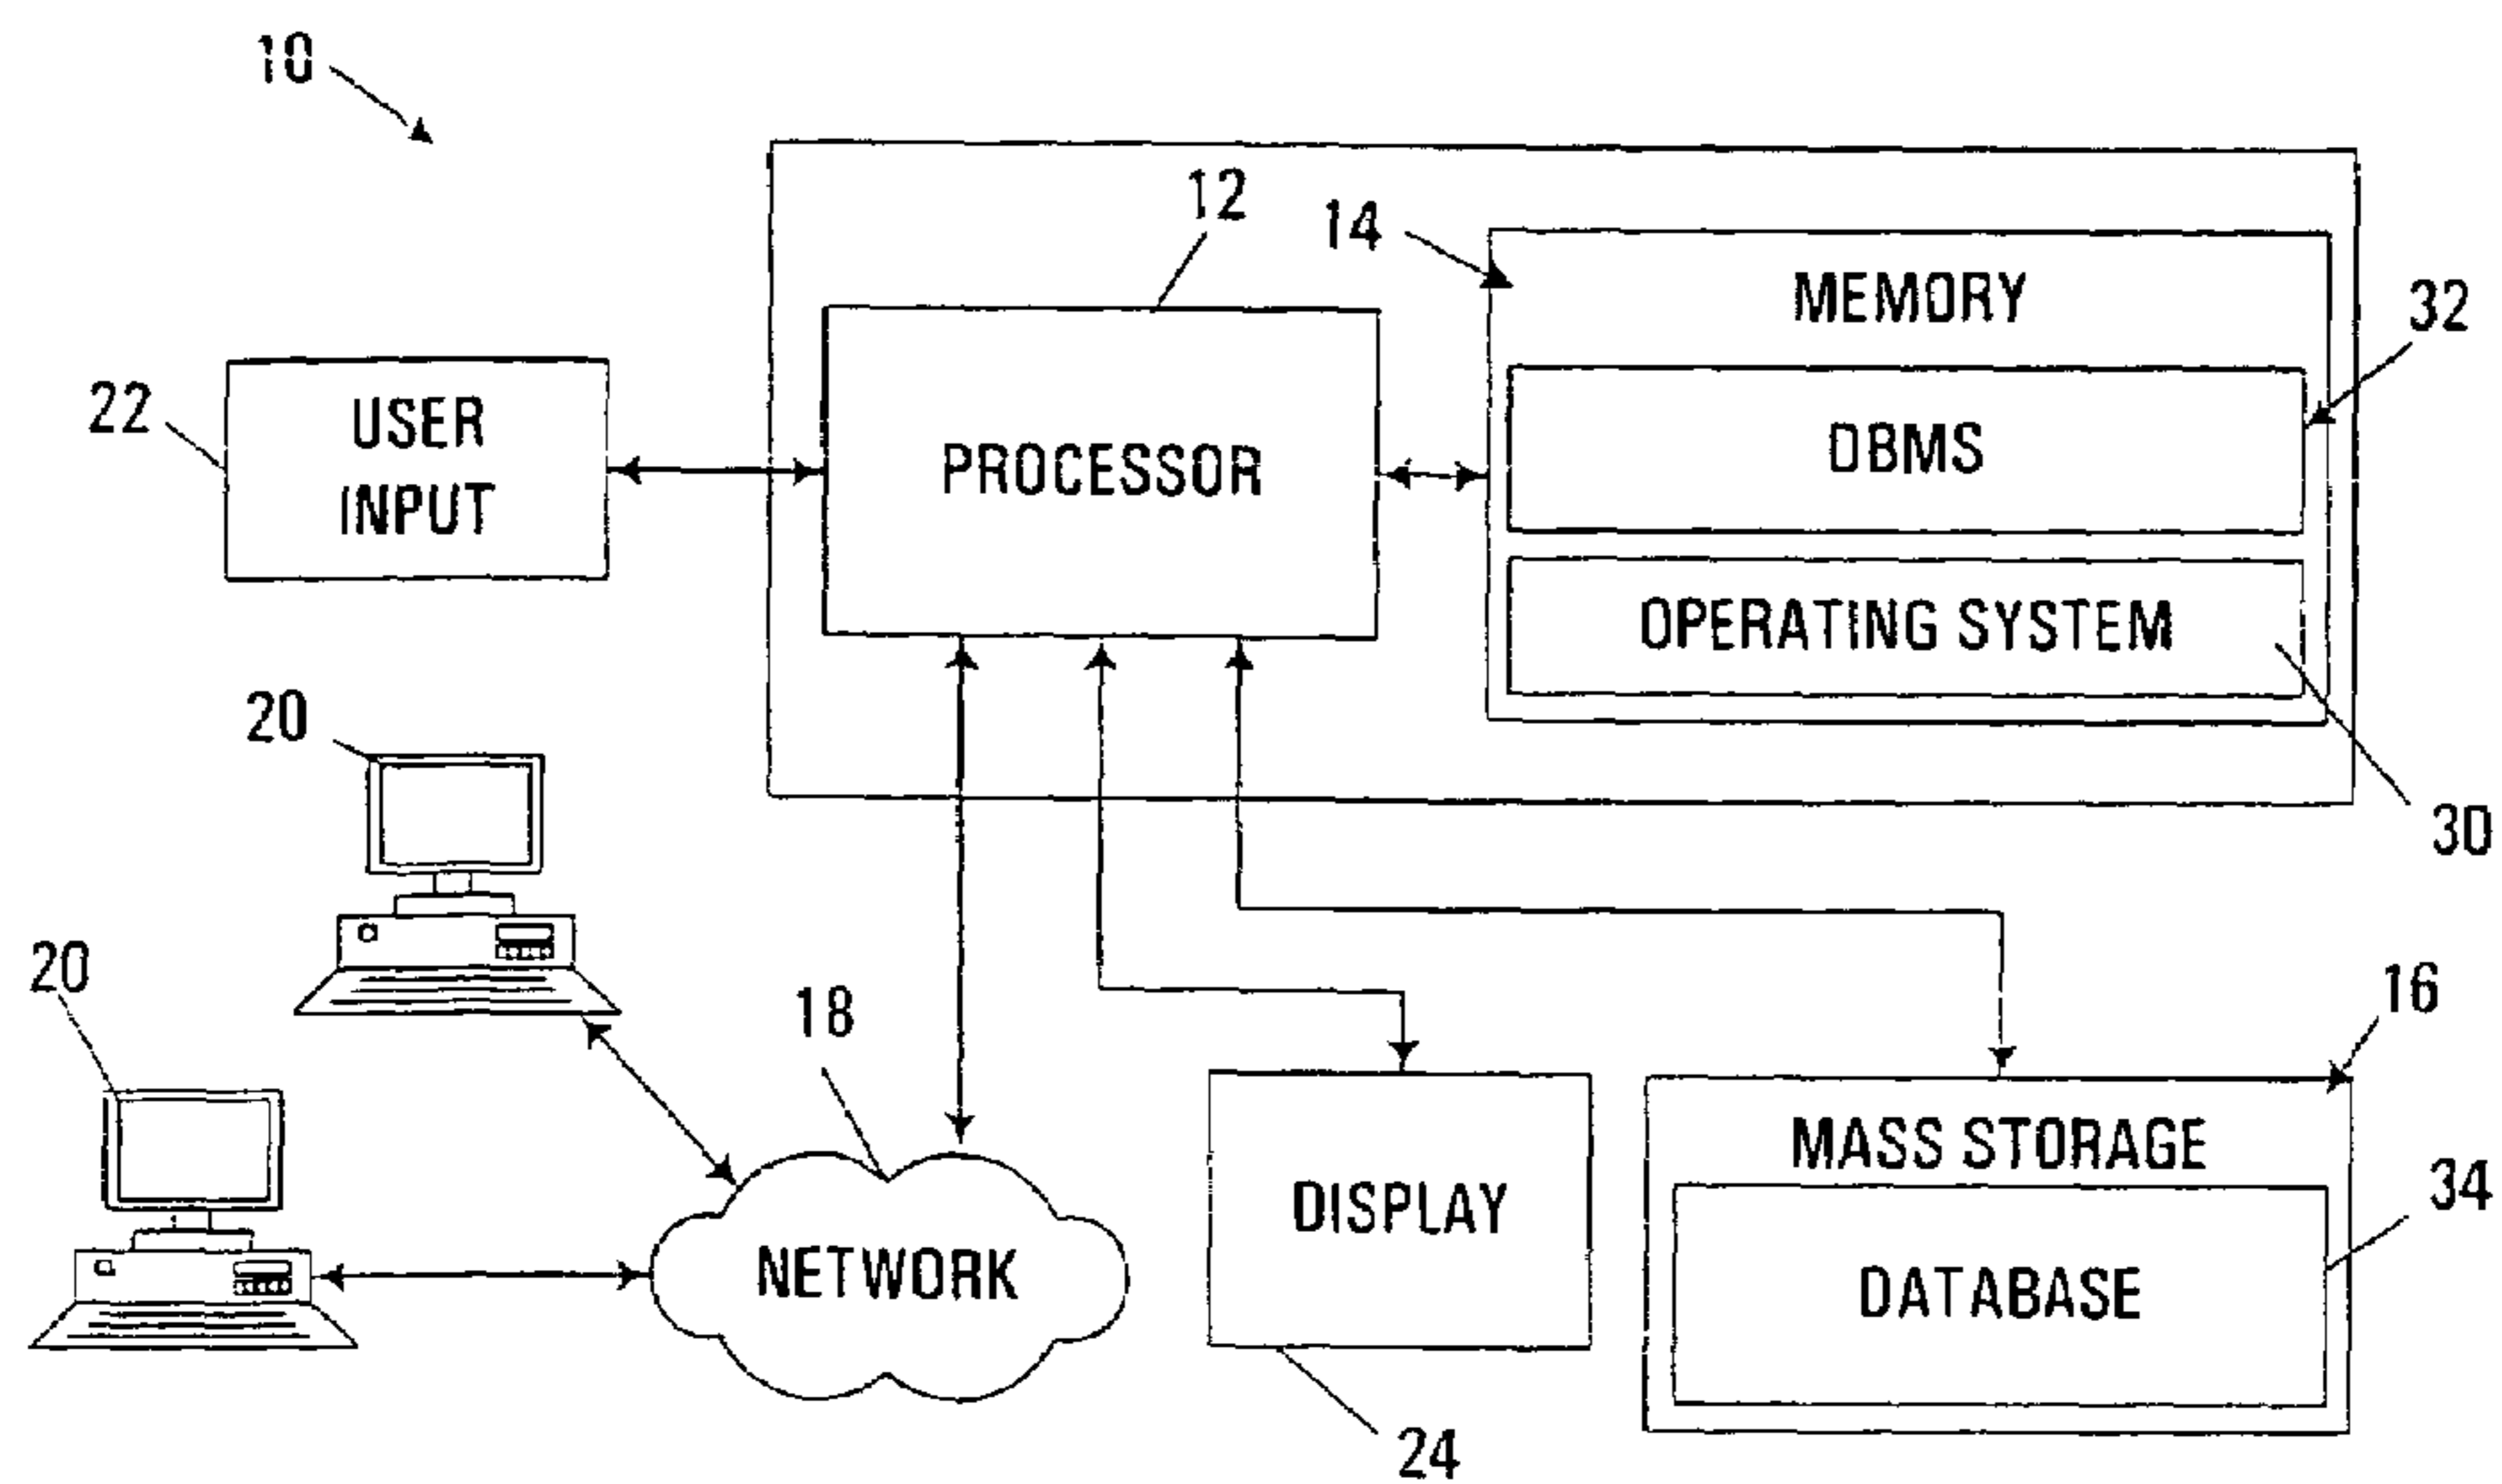 10
12
14
MEMORY
32
22
USER
INPUT
PROCESSOR
DBMS
OPERATING SYSTEM
20
30
20
18
16
MASS STORAGE
34
DISPLAY
NETWORK
DATABASE
24